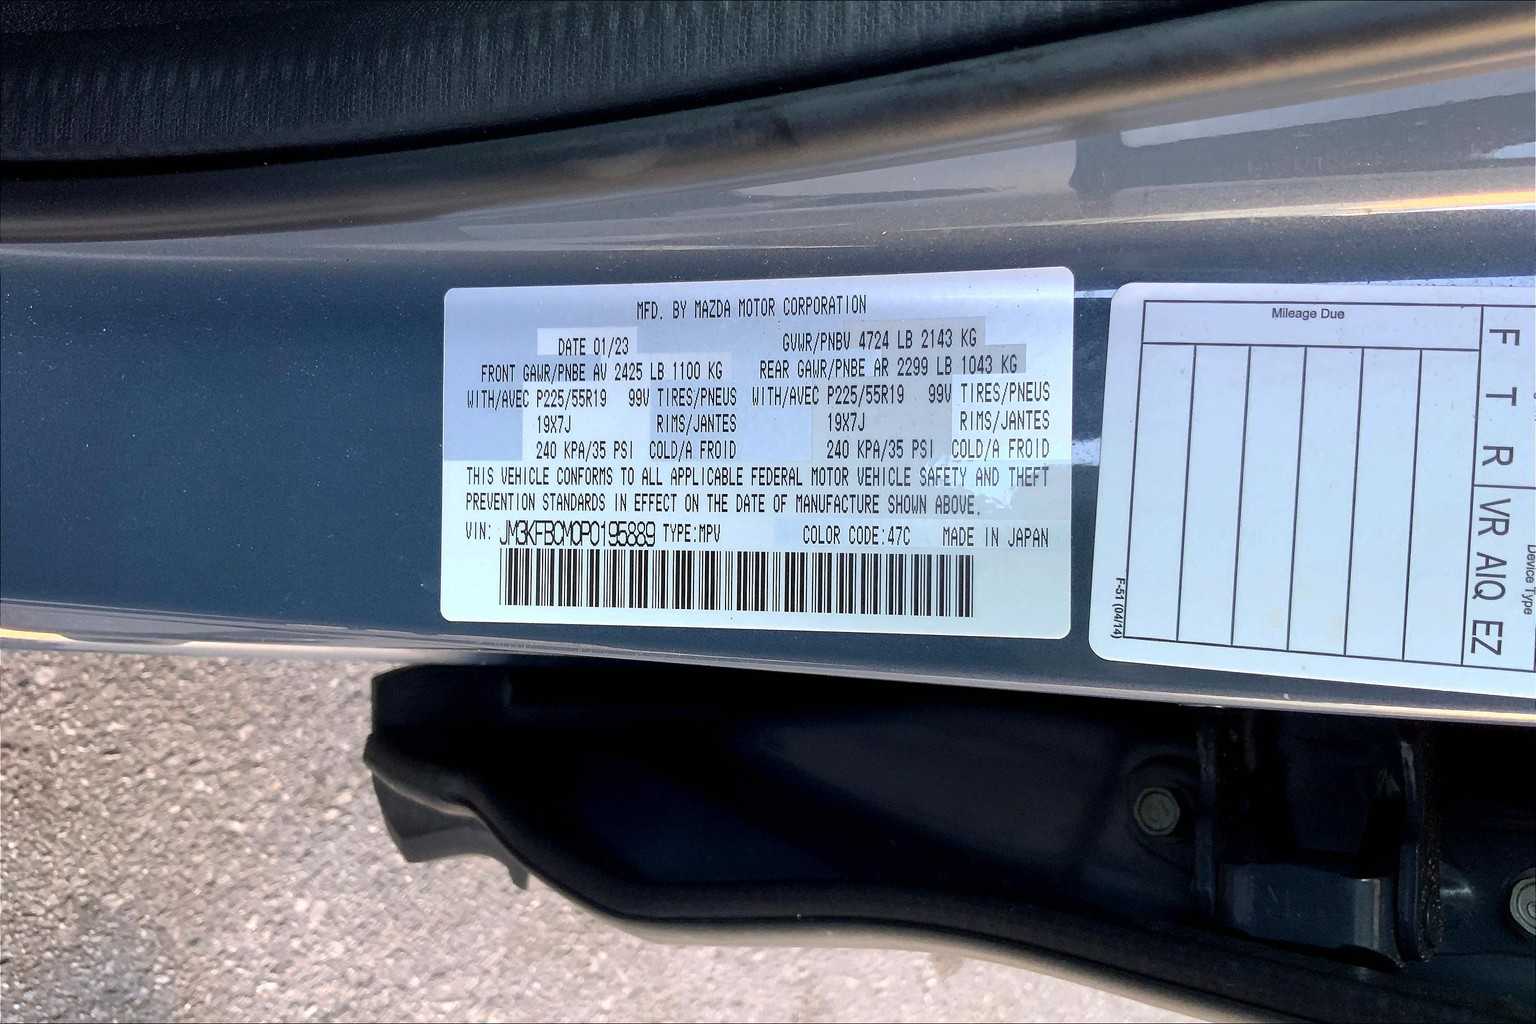 MFD. BY MAZDA MOTOR CORPORATION
DATE 01/23
GVWR/PNBV 4724 LB 2143 KG
FRONT GAWR/PNBE AV 2425 LB 1100 KG
REAR GAWR/PNBE AR 2299 LB 1043 KG
WITH/AVEC P225/55R19 99V TIRES/PNEUS
WITH/AVEC P225/55R19 99V TIRES/PNEUS
19X7J RIMS/JANTES
19X7J RIMS/JANTES
240 KPA/35 PSI COLD/A FROID
240 KPA/35 PSI COLD/A FROID
THIS VEHICLE CONFORMS TO ALL APPLICABLE FEDERAL MOTOR VEHICLE SAFETY AND THEFT
PREVENTION STANDARDS IN EFFECT ON THE DATE OF MANUFACTURE SHOWN ABOVE.
VIN: JM3KFBCM0P0195889 TYPE:MPV COLOR CODE:47C MADE IN JAPAN
Mileage Due
F T R
VR AIQ EZ
Device Type
F-51 (04/14)